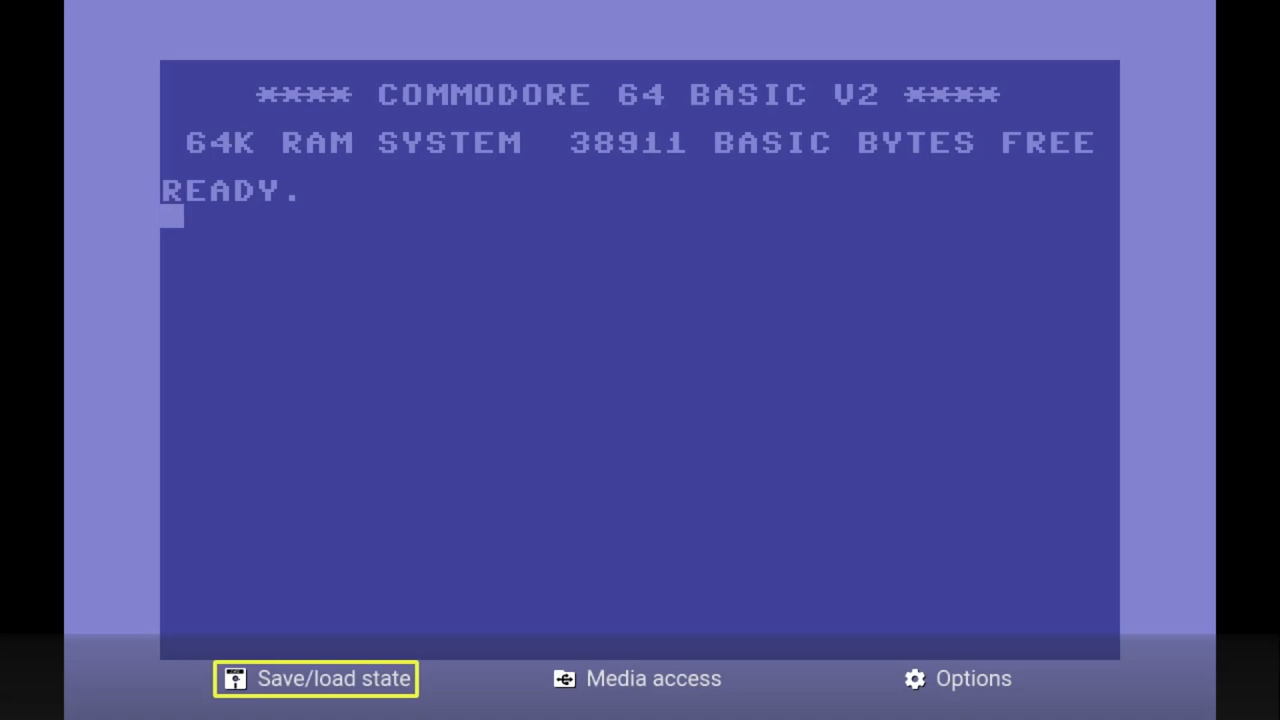 **** COMMODORE 64 BASIC V2 ****
64K RAM SYSTEM  38911 BASIC BYTES FREE
READY.
Save/load state
Media access
Options